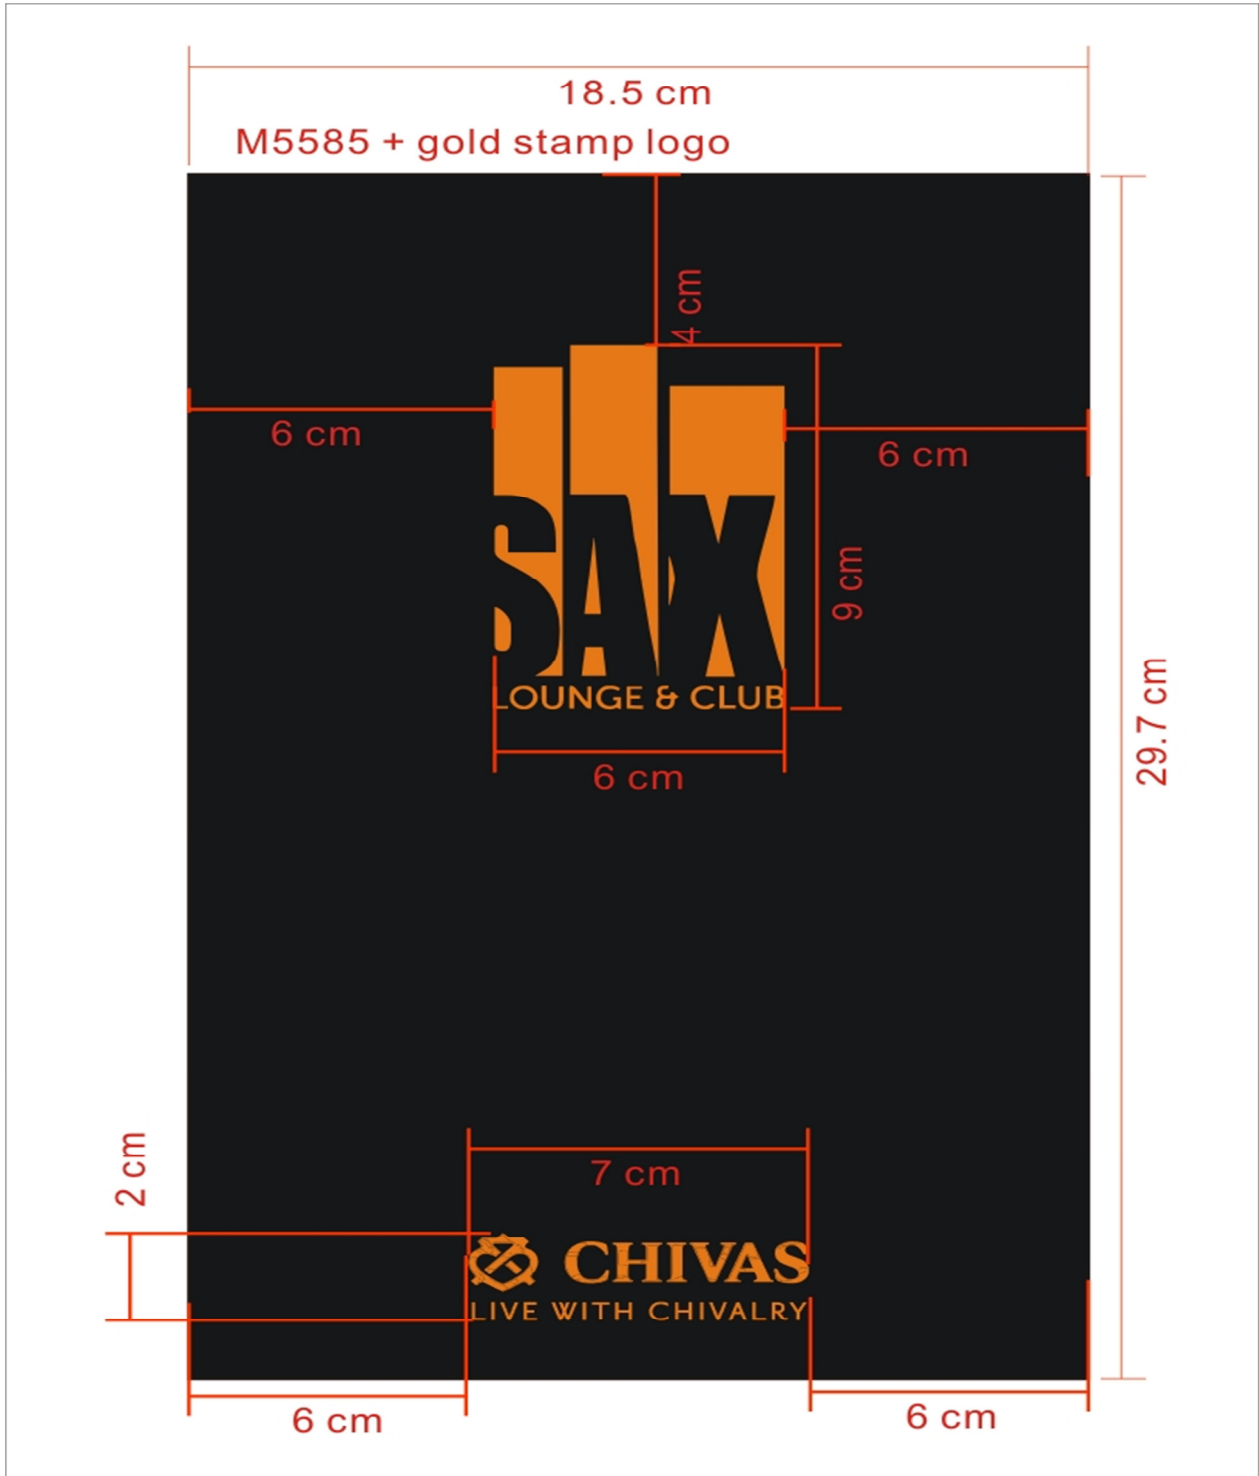 18.5 cm
M5585 + gold stamp logo
4 cm
6 cm
6 cm
SAX
9 cm
LOUNGE & CLUB
6 cm
29.7 cm
2 cm
7 cm
CHIVAS
LIVE WITH CHIVALRY
6 cm
6 cm